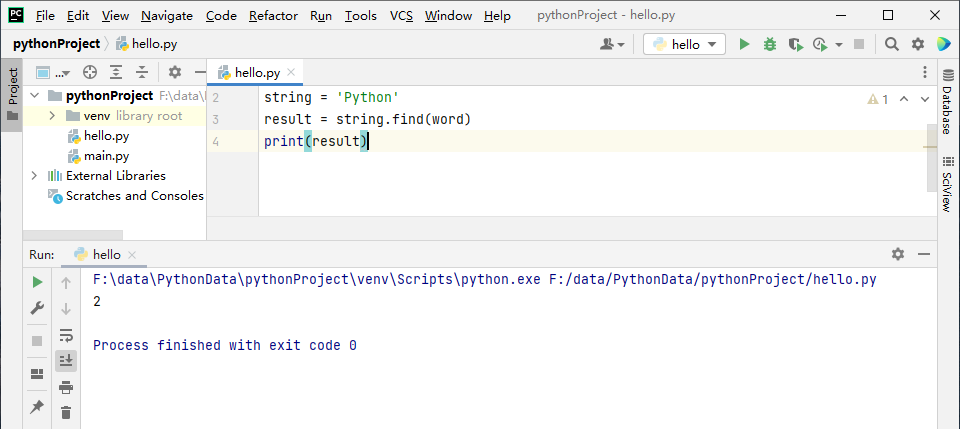 PC File Edit View Navigate Code Refactor Run Tools VCS Window Help pythonProject - hello.py
pythonProject hello.py hello
Project
... hello.py
pythonProject F:\data\
venv library root
hello.py
main.py
External Libraries
Scratches and Consoles
2 string = 'Python'
3 result = string.find(word)
4 print(result)
1
Database
SciView
Run: hello
F:\data\PythonData\pythonProject\venv\Scripts\python.exe F:/data/PythonData/pythonProject/hello.py
2
Process finished with exit code 0